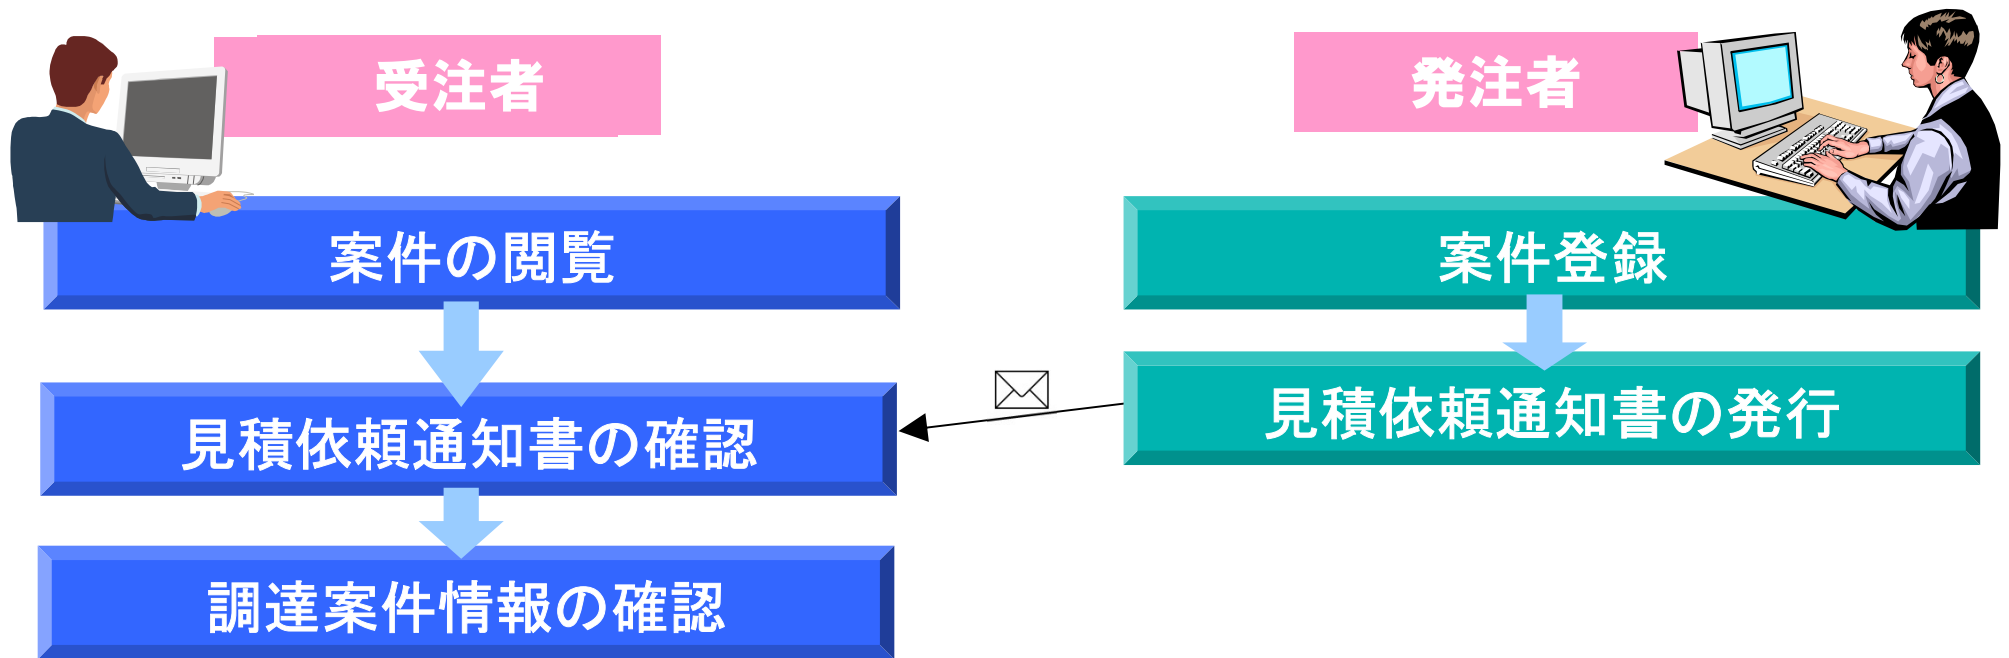 受注者
発注者
案件の閲覧
案件登録
見積依頼通知書の発行
見積依頼通知書の確認
調達案件情報の確認